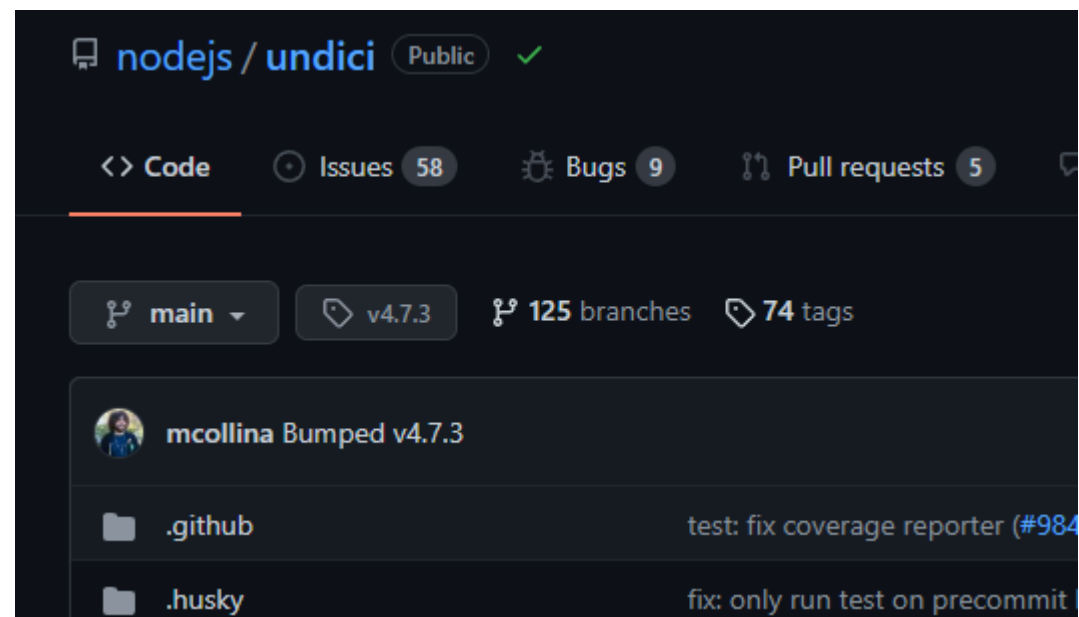 nodejs / undici Public
Code Issues 58 Bugs 9 Pull requests 5
main v4.7.3 125 branches 74 tags
mcollina Bumped v4.7.3
.github test: fix coverage reporter (#984
.husky fix: only run test on precommit